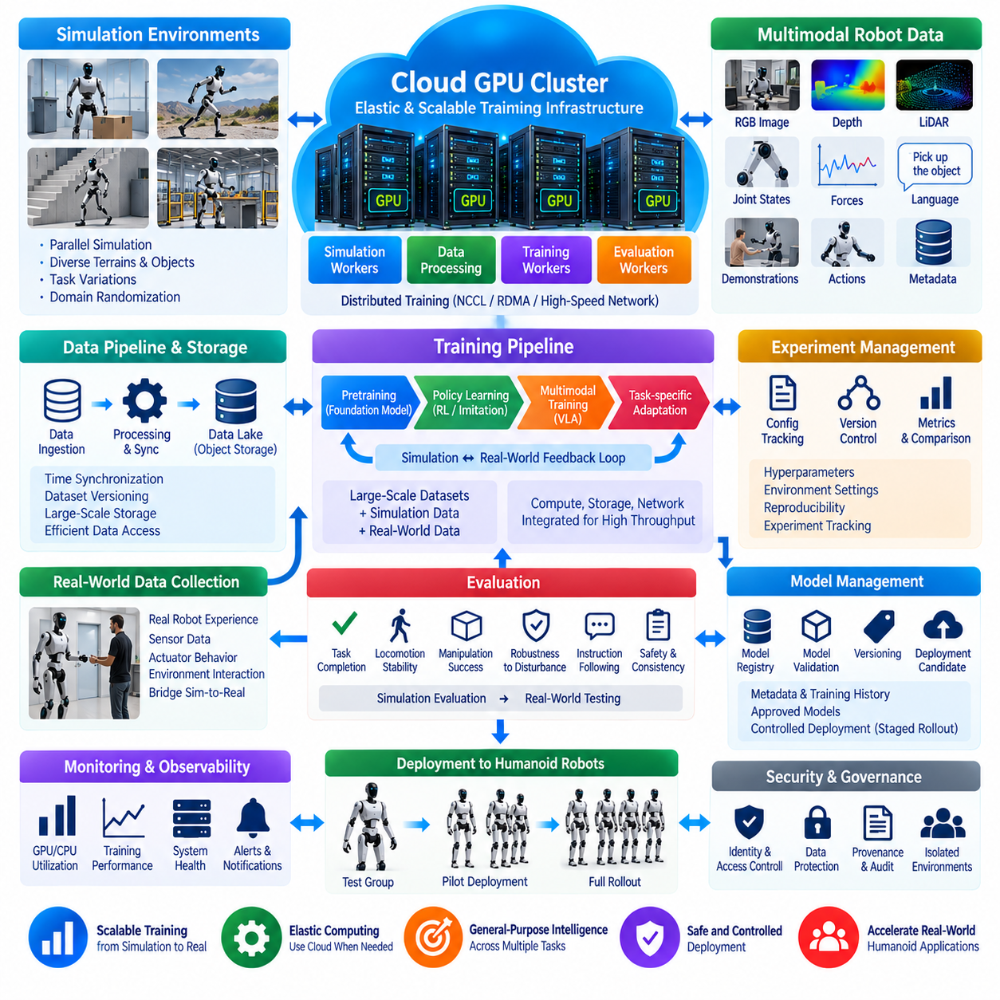 Simulation Environments
• Parallel Simulation
• Diverse Terrains & Objects
• Task Variations
• Domain Randomization
Cloud GPU Cluster
Elastic & Scalable Training Infrastructure
GPU
GPU
GPU
GPU
Simulation
Workers
Data
Processing
Training
Workers
Evaluation
Workers
Distributed Training (NCCL / RDMA / High-Speed Network)
Multimodal Robot Data
RGB Image
Depth
LiDAR
Joint States
Forces
Pick up
the object
Language
Demonstrations
Actions
Metadata
Data Pipeline & Storage
Data
Ingestion
Processing
& Sync
Data Lake
(Object Storage)
Time Synchronization
Dataset Versioning
Large-Scale Storage
Efficient Data Access
Training Pipeline
Pretraining
(Foundation Model)
Policy Learning
(RL / Imitation)
Multimodal
Training
(VLA)
Task-specific
Adaptation
Simulation ↔ Real-World Feedback Loop
Large-Scale Datasets
+ Simulation Data
+ Real-World Data
Compute, Storage, Network
Integrated for High Throughput
Experiment Management
Config
Tracking
Version
Control
Metrics
& Comparison
Hyperparameters
Environment Settings
Reproducibility
Experiment Tracking
Real-World Data Collection
Real Robot Experience
Sensor Data
Actuator Behavior
Environment Interaction
Bridge Sim-to-Real
Evaluation
Task
Completion
Locomotion
Stability
Manipulation
Success
Robustness
to Disturbance
Instruction
Following
Safety &
Consistency
Simulation Evaluation → Real-World Testing
Model Management
Model
Registry
Model
Validation
Versioning
Deployment
Candidate
Metadata & Training History
Approved Models
Controlled Deployment (Staged Rollout)
Monitoring & Observability
GPU/CPU
Utilization
Training
Performance
System
Health
Alerts &
Notifications
Deployment to Humanoid Robots
Test Group
Pilot Deployment
Full Rollout
Security & Governance
Identity &
Access Controll
Data
Protection
Provenance
& Audit
Isolated
Environments
Scalable Training
from Simulation to Real
Elastic Computing
Use Cloud When Needed
General-Purpose Intelligence
Across Multiple Tasks
Safe and Controlled
Deployment
Accelerate Real-World
Humanoid Applications